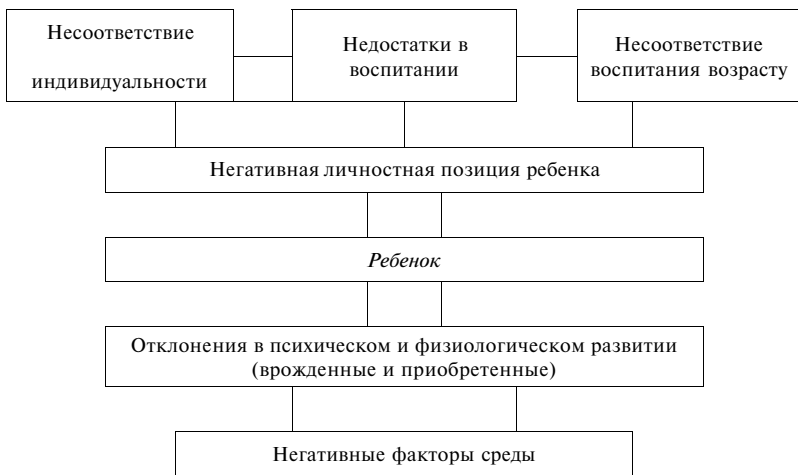 Несоответствие
индивидуальности
Недостатки в
воспитании
Несоответствие
воспитания возрасту
Негативная личностная позиция ребенка
Ребенок
Отклонения в психическом и физиологическом развитии
(врожденные и приобретенные)
Негативные факторы среды